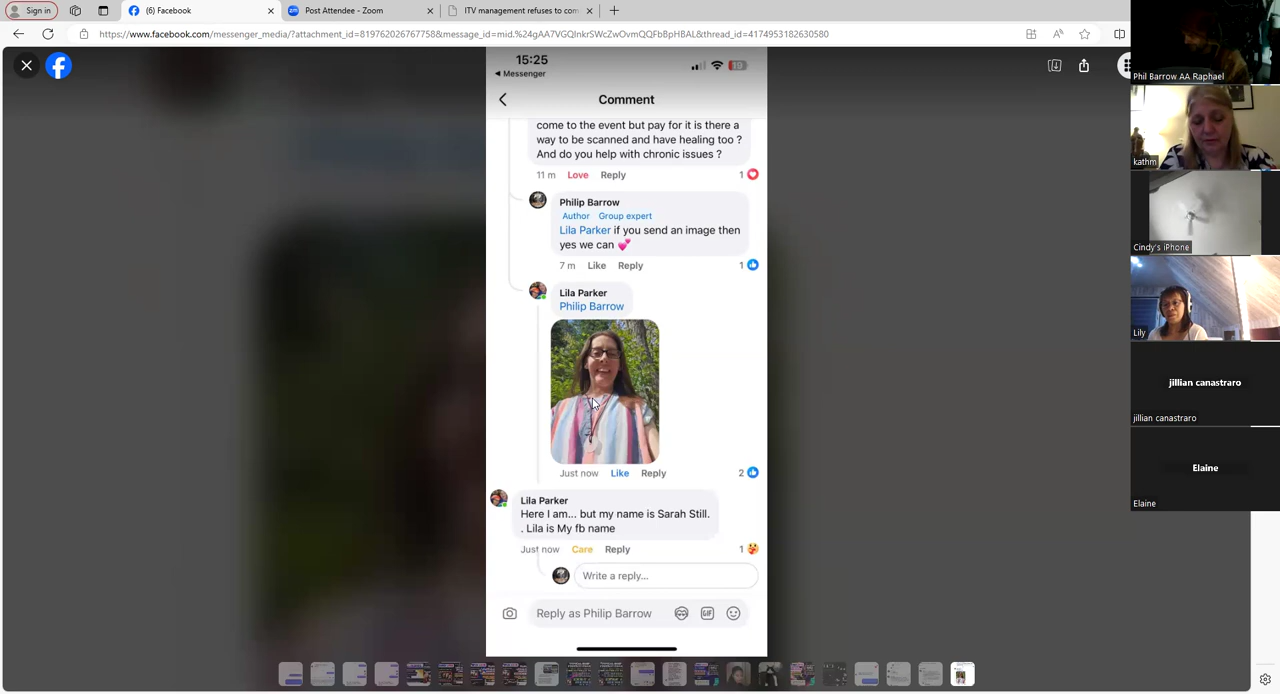 Sign in
(6) Facebook
Post Attendee - Zoom
ITV management refuses to com
https://www.facebook.com/messenger_media/?attachment_id=819762026767758&message_id=mid.%24gAA7VGQInkrSWcZwOvmQQFbBpHBAL&thread_id=4174953182630580
15:25
Messenger
19
Comment
come to the event but pay for it is there a
way to be scanned and have healing too ?
And do you help with chronic issues ?
11 m Love Reply 1
Philip Barrow
Author Group expert
Lila Parker if you send an image then
yes we can 💕
7 m Like Reply 1
Lila Parker
Philip Barrow
Just now Like Reply 2
Lila Parker
Here I am... but my name is Sarah Still.
. Lila is My fb name
Just now Care Reply 1
Write a reply...
Reply as Philip Barrow
GIF
Phil Barrow AA Raphael
kathm
Cindy's iPhone
Lily
jillian canastraro
jillian canastraro
Elaine
Elaine